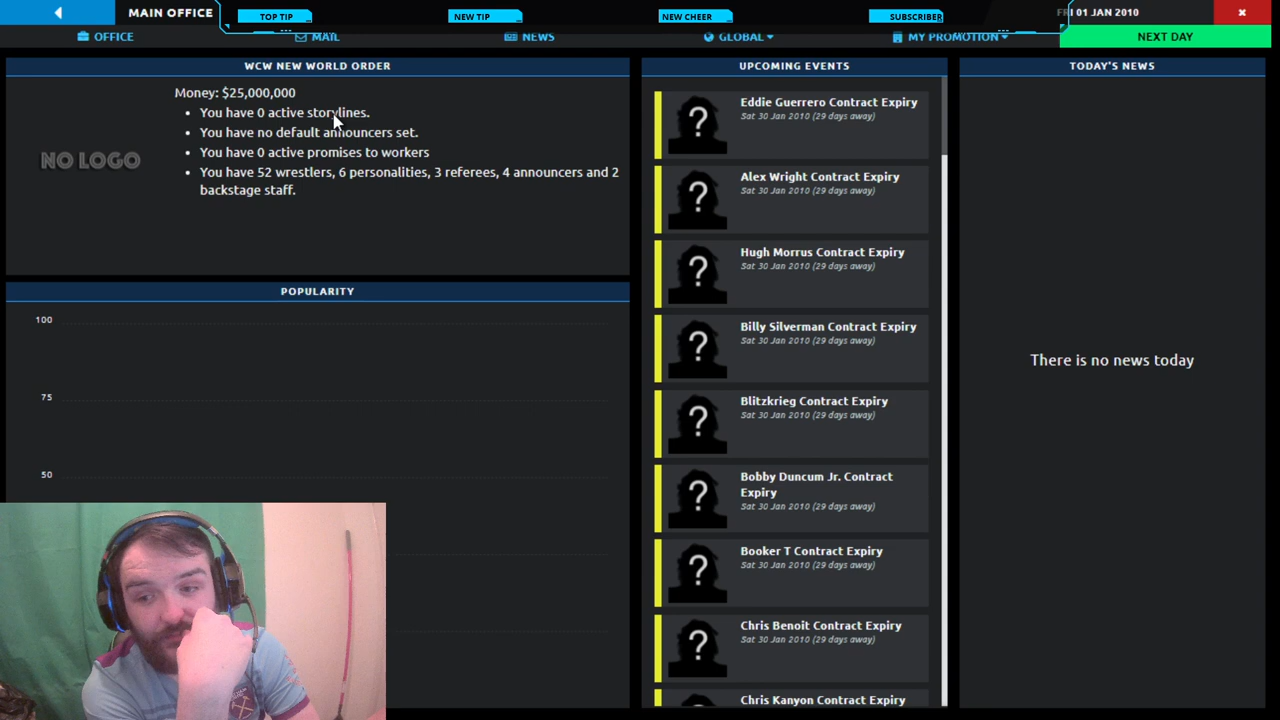 MAIN OFFICE
TOP TIP
NEW TIP
NEW CHEER
SUBSCRIBER
FRI 01 JAN 2010
OFFICE
MAIL
NEWS
GLOBAL
MY PROMOTION
NEXT DAY
WCW NEW WORLD ORDER
NO LOGO
Money: $25,000,000
You have 0 active storylines.
You have no default announcers set.
You have 0 active promises to workers
You have 52 wrestlers, 6 personalities, 3 referees, 4 announcers and 2
backstage staff.
POPULARITY
100
75
50
UPCOMING EVENTS
Eddie Guerrero Contract Expiry
Sat 30 Jan 2010 (29 days away)
Alex Wright Contract Expiry
Sat 30 Jan 2010 (29 days away)
Hugh Morrus Contract Expiry
Sat 30 Jan 2010 (29 days away)
Billy Silverman Contract Expiry
Sat 30 Jan 2010 (29 days away)
Blitzkrieg Contract Expiry
Sat 30 Jan 2010 (29 days away)
Bobby Duncum Jr. Contract
Expiry
Sat 30 Jan 2010 (29 days away)
Booker T Contract Expiry
Sat 30 Jan 2010 (29 days away)
Chris Benoit Contract Expiry
Sat 30 Jan 2010 (29 days away)
Chris Kanyon Contract Expiry
TODAY'S NEWS
There is no news today